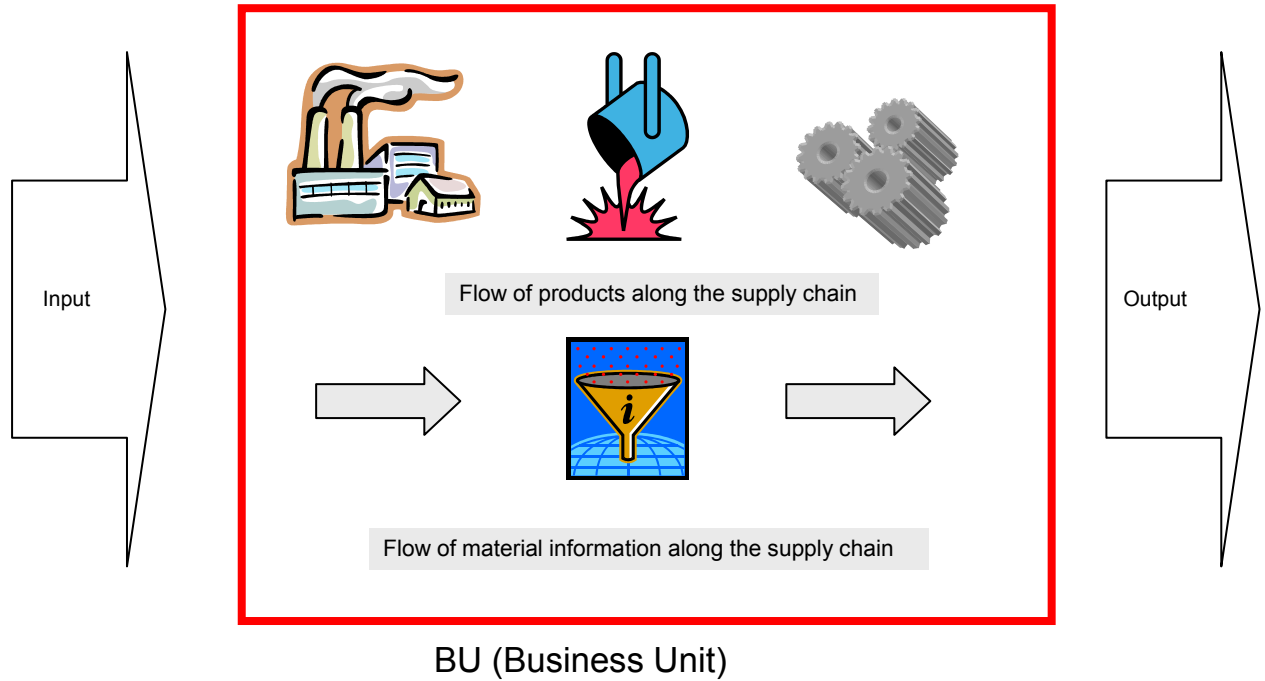 Flow of products along the supply chain
Input
Output
i
Flow of material information along the supply chain
BU (Business Unit)